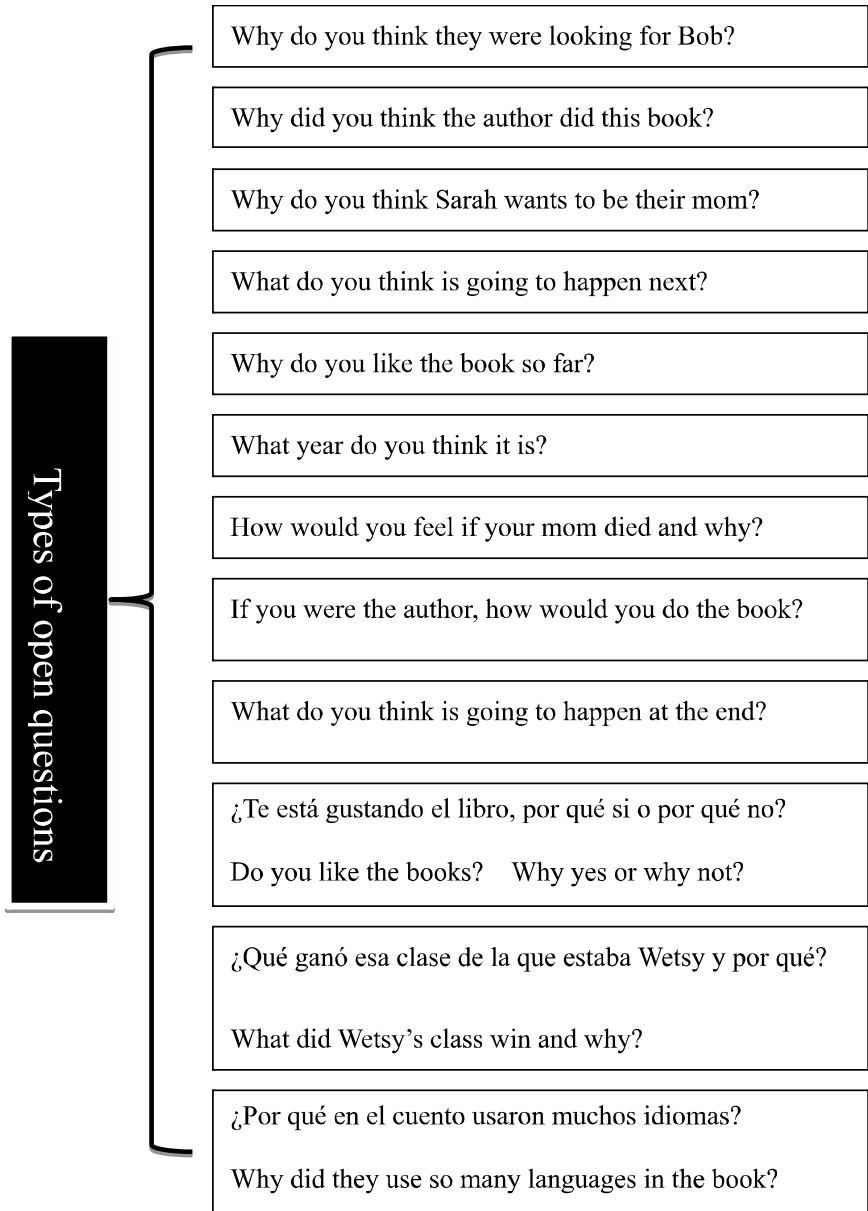 Types of open questions
Why do you think they were looking for Bob?
Why did you think the author did this book?
Why do you think Sarah wants to be their mom?
What do you think is going to happen next?
Why do you like the book so far?
What year do you think it is?
How would you feel if your mom died and why?
If you were the author, how would you do the book?
What do you think is going to happen at the end?
¿Te está gustando el libro, por qué si o por qué no?
Do you like the books? Why yes or why not?
¿Qué ganó esa clase de la que estaba Wetsy y por qué?
What did Wetsy’s class win and why?
¿Por qué en el cuento usaron muchos idiomas?
Why did they use so many languages in the book?